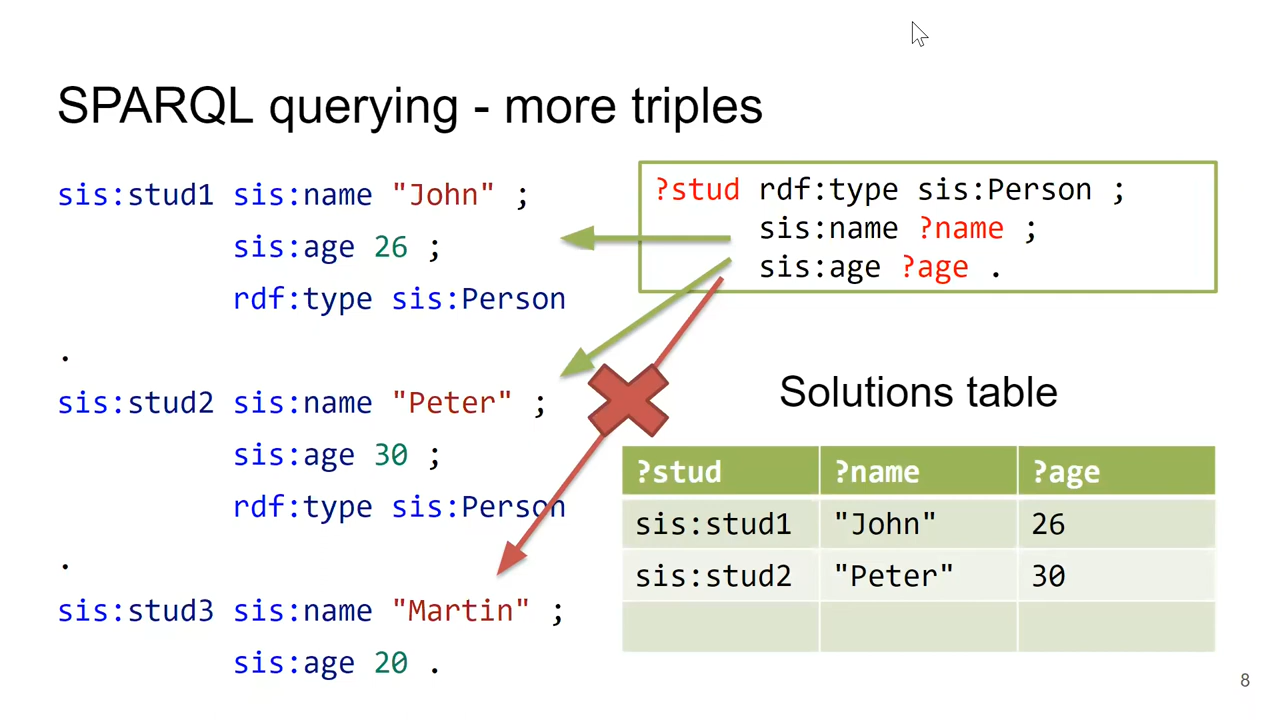 SPARQL querying - more triples
sis:stud1 sis:name "John" ;
sis:age 26 ;
rdf:type sis:Person
.
sis:stud2 sis:name "Peter" ;
sis:age 30 ;
rdf:type sis:Person
.
sis:stud3 sis:name "Martin" ;
sis:age 20 .
?stud rdf:type sis:Person ;
sis:name ?name ;
sis:age ?age .
Solutions table
?stud ?name ?age
sis:stud1 "John" 26
sis:stud2 "Peter" 30
8